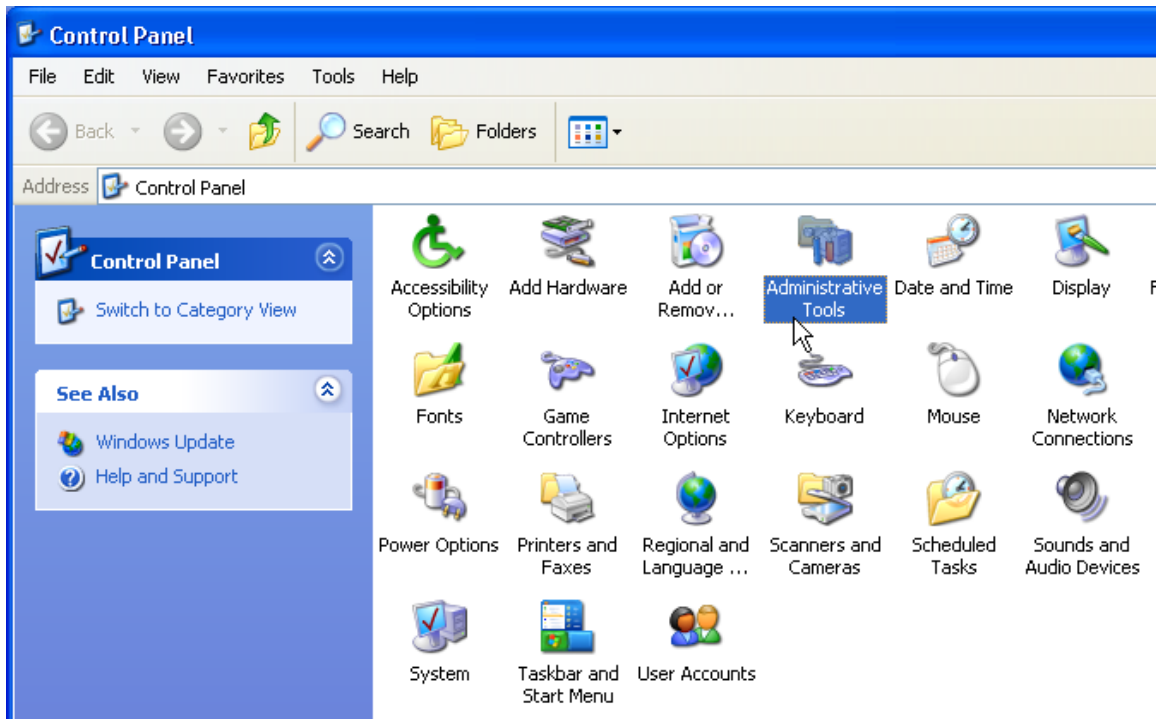 Control Panel
File Edit View Favorites Tools Help
Back Search Folders
Address Control Panel
Control Panel
Switch to Category View
See Also
Windows Update
Help and Support
Accessibility Options
Add Hardware
Add or Remov...
Administrative Tools
Date and Time
Display
F
Fonts
Game Controllers
Internet Options
Keyboard
Mouse
Network Connections
Power Options
Printers and Faxes
Regional and Language ...
Scanners and Cameras
Scheduled Tasks
Sounds and Audio Devices
System
Taskbar and Start Menu
User Accounts